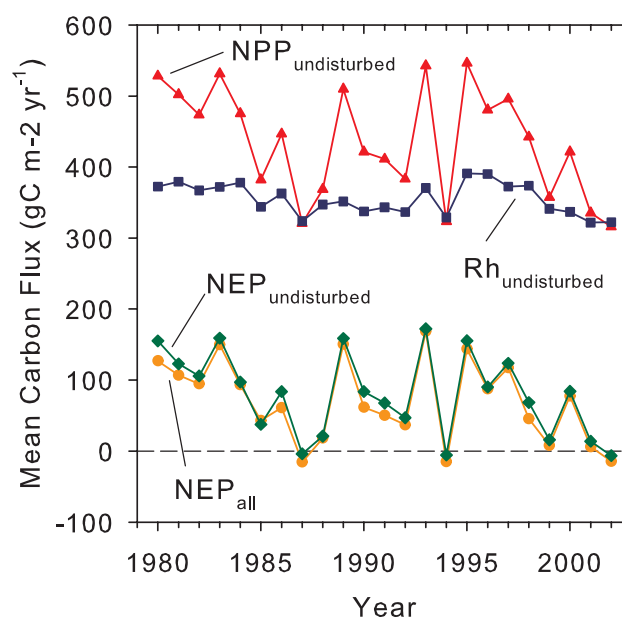 Mean Carbon Flux (gC m-2 yr-1)
600
500
400
300
200
100
0
-100
NPPundisturbed
Rhundisturbed
NEPundisturbed
NEPall
1980 1985 1990 1995 2000
Year